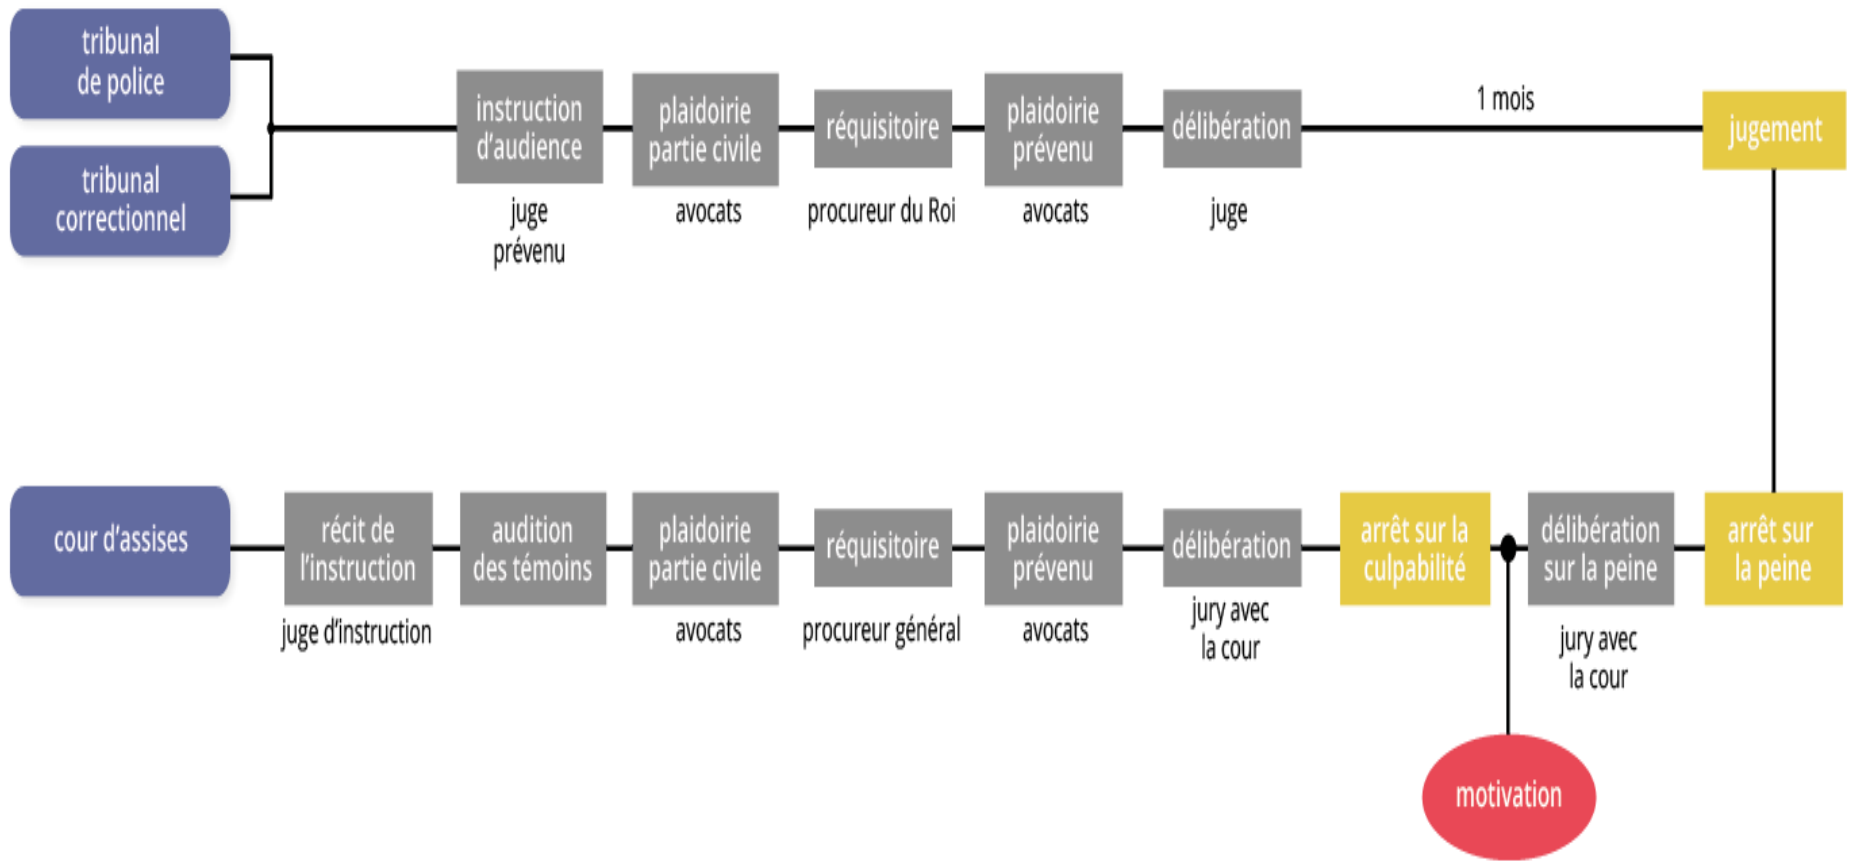 tribunal
de police
tribunal
correctionnel
instruction
d'audience
juge
prévenu
plaidoirie
partie civile
avocats
réquisitoire
procureur du Roi
plaidoirie
prévenu
avocats
délibération
juge
1 mois
jugement
cour d'assises
récit de
l'instruction
juge d'instruction
audition
des témoins
plaidoirie
partie civile
avocats
réquisitoire
procureur général
plaidoirie
prévenu
avocats
délibération
jury avec
la cour
arrêt sur la
culpabilité
motivation
délibération
sur la peine
jury avec
la cour
arrêt sur
la peine